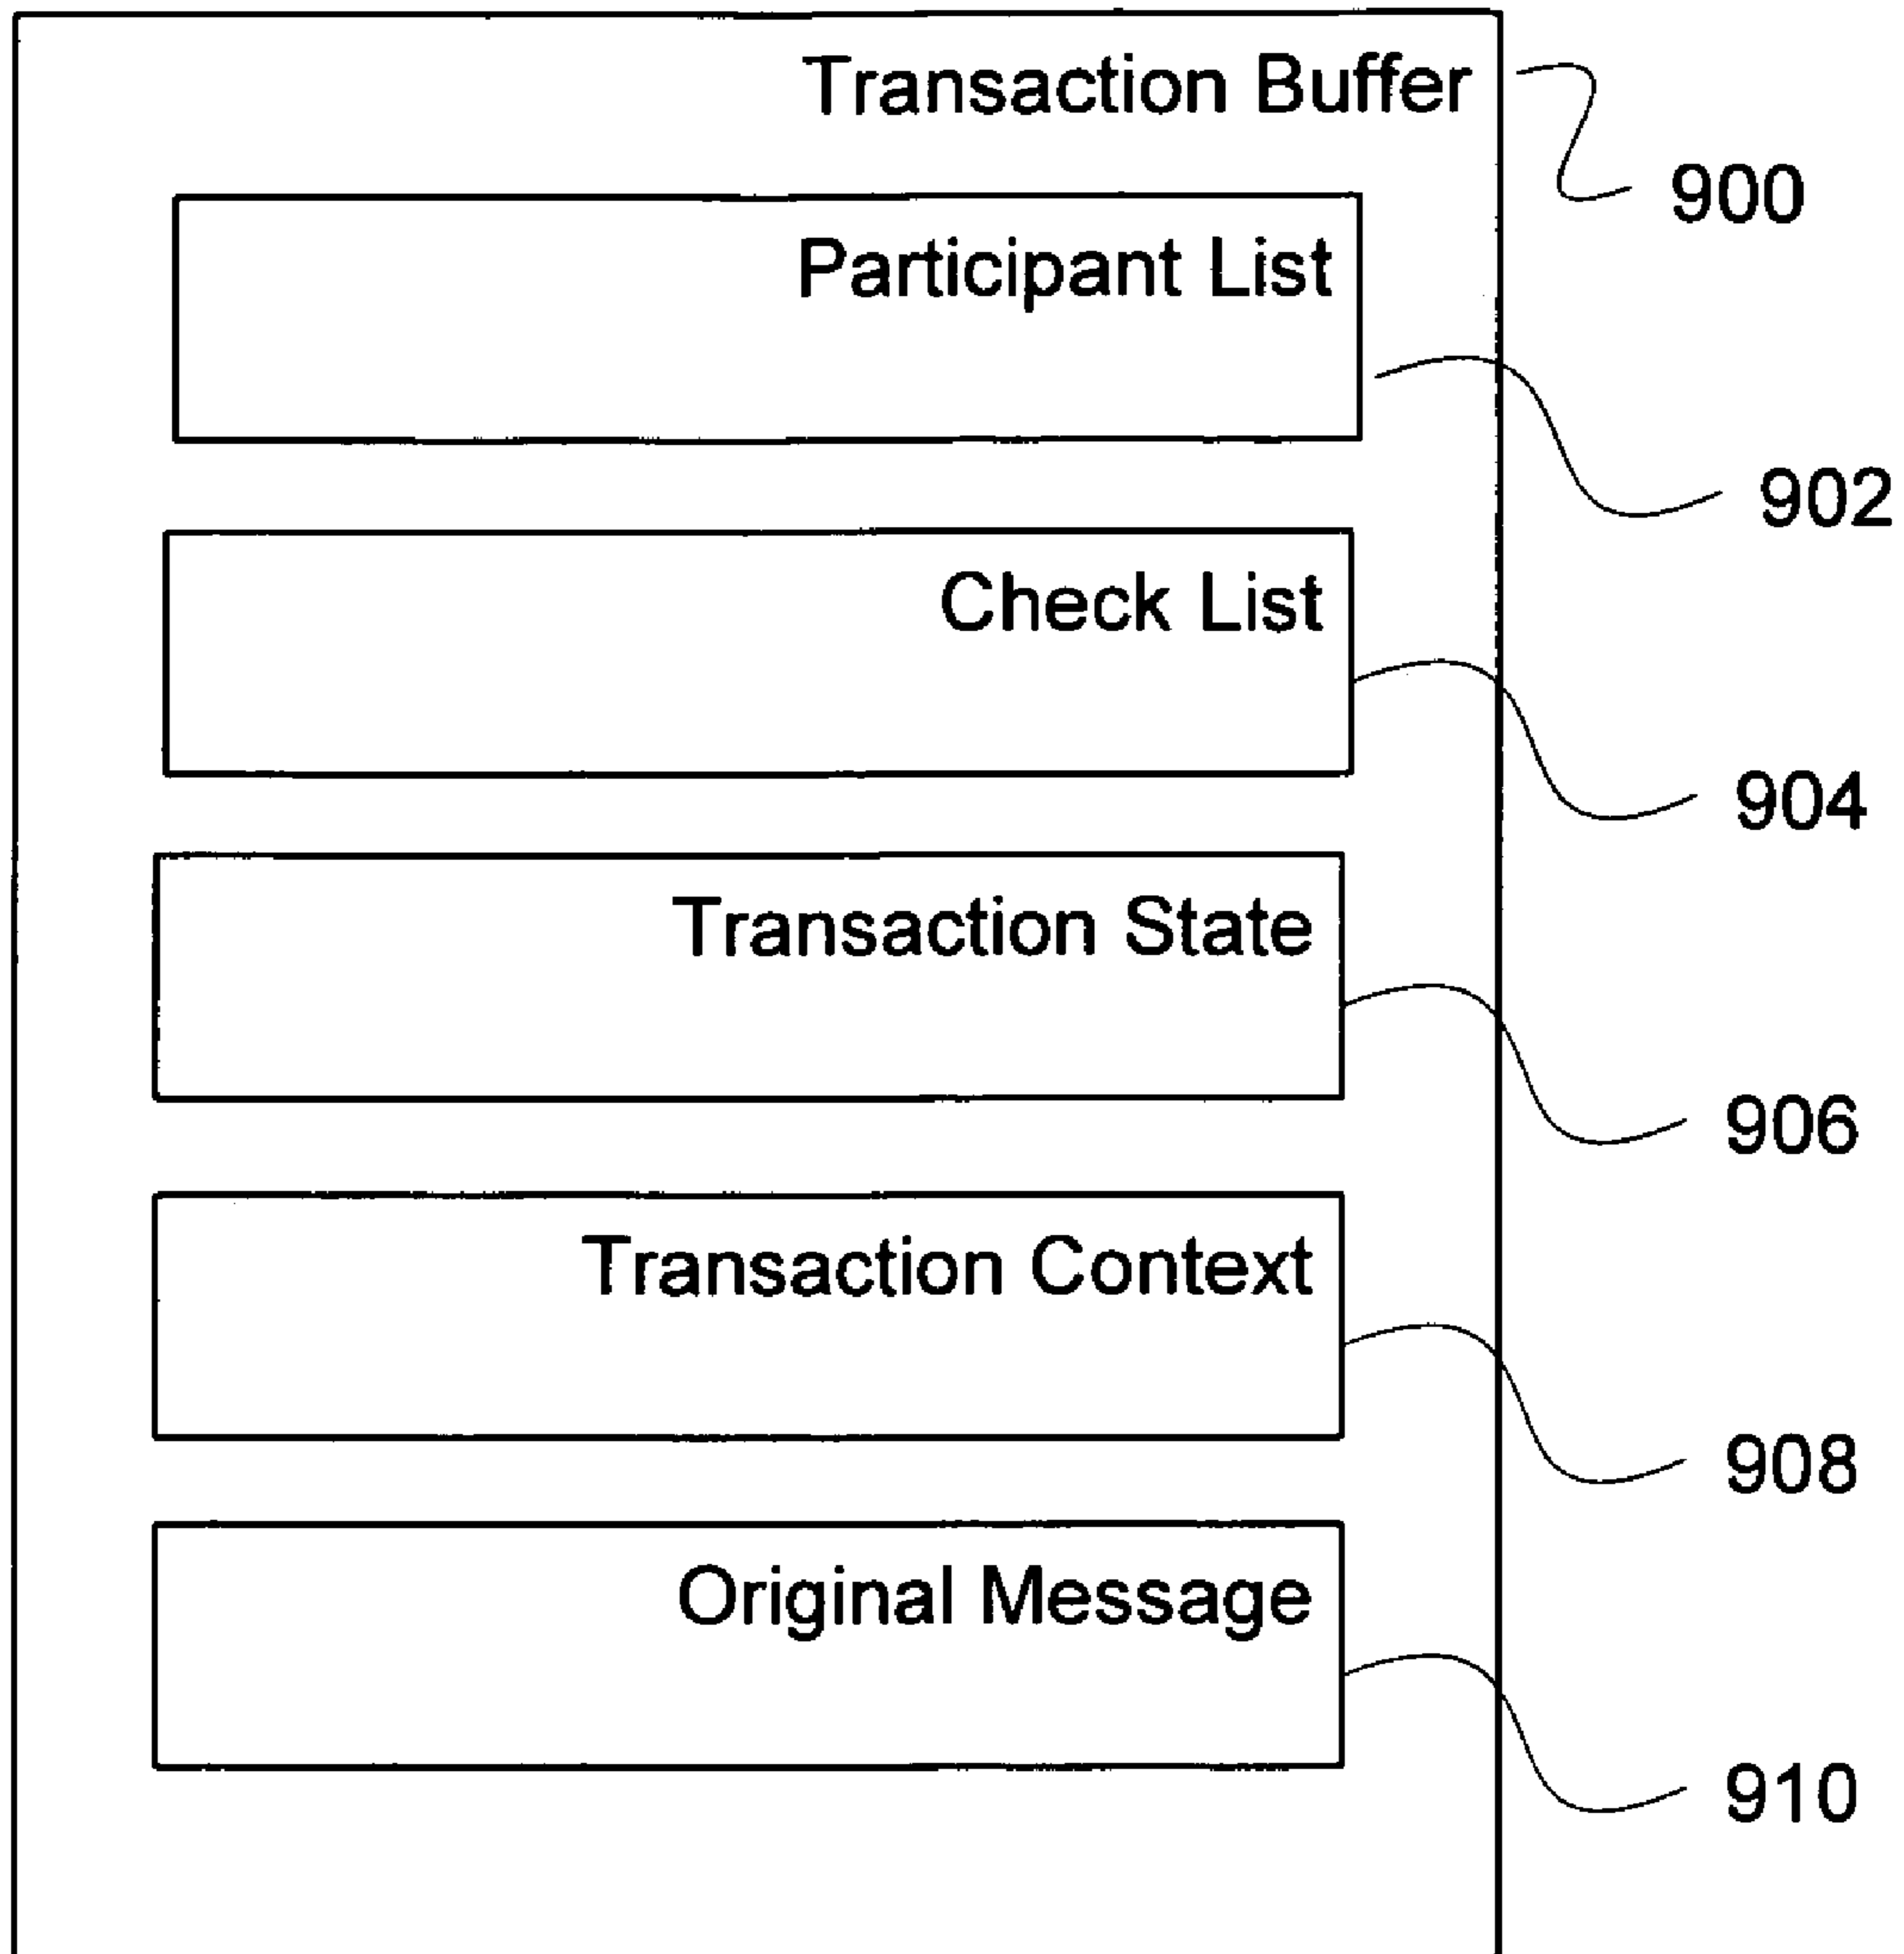 Transaction Buffer
900
Participant List
902
Check List
904
Transaction State
906
Transaction Context
908
Original Message
910